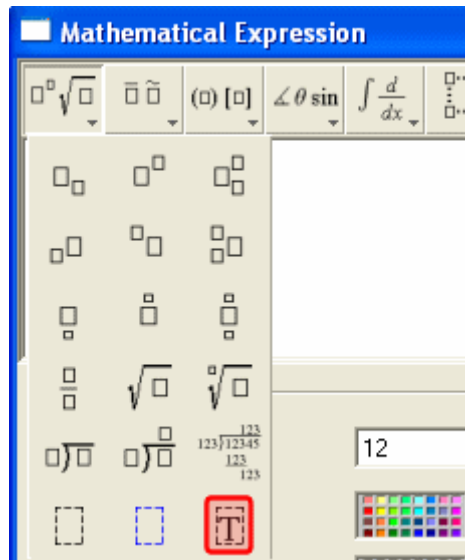 Mathematical Expression
√ (□) [□] ∠θ sin ∫ d/dx
123
123)12345
123
123
12
T